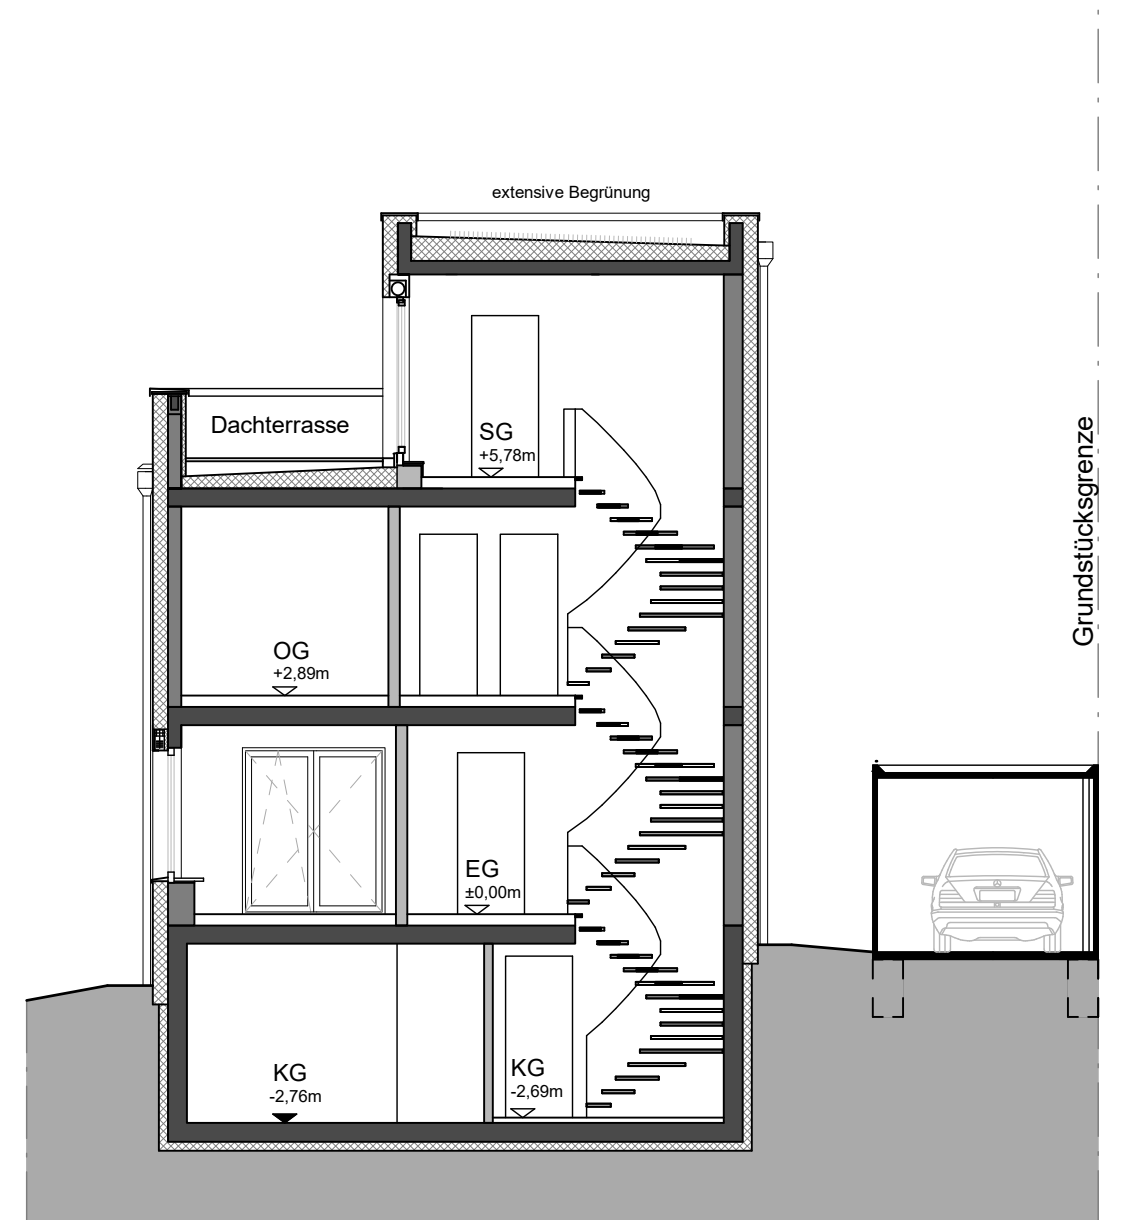 extensive Begrünung
Dachterrasse
SG
+5,78m
Grundstücksgrenze
OG
+2,89m
EG
±0,00m
KG
-2,76m
KG
-2,69m